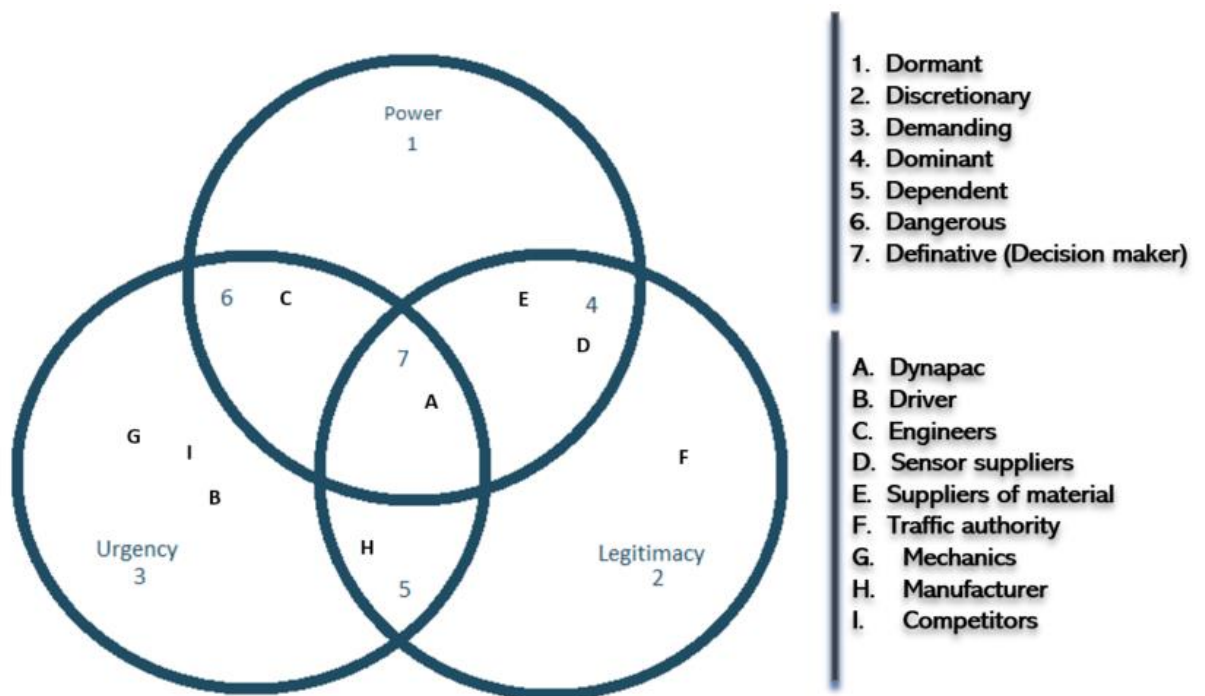 Power
1
6
C
E
4
D
7
A
G
I
B
F
H
Urgency
3
5
Legitimacy
2
1. Dormant
2. Discretionary
3. Demanding
4. Dominant
5. Dependent
6. Dangerous
7. Definative (Decision maker)
A. Dynapac
B. Driver
C. Engineers
D. Sensor suppliers
E. Suppliers of material
F. Traffic authority
G. Mechanics
H. Manufacturer
I. Competitors